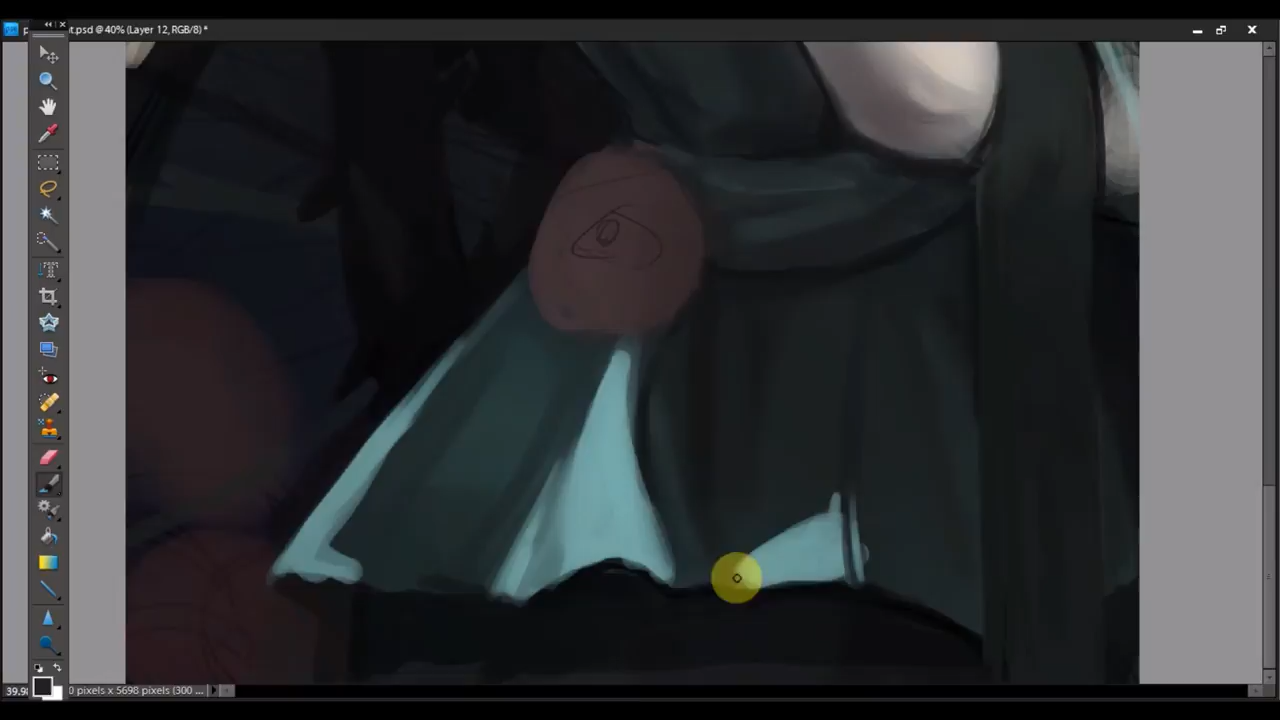 t.psd @ 40% (Layer 12, RGB/8) *
0 pixels x 5698 pixels (300 ...